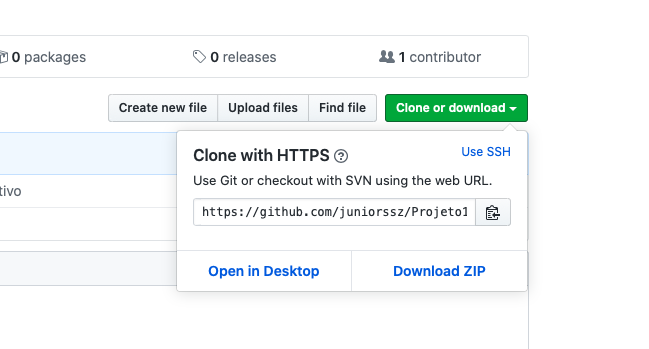 0 packages
0 releases
1 contributor
Create new file
Upload files
Find file
Clone or download
Clone with HTTPS
Use SSH
Use Git or checkout with SVN using the web URL.
https://github.com/juniorssz/Projeto1
tivo
Open in Desktop
Download ZIP